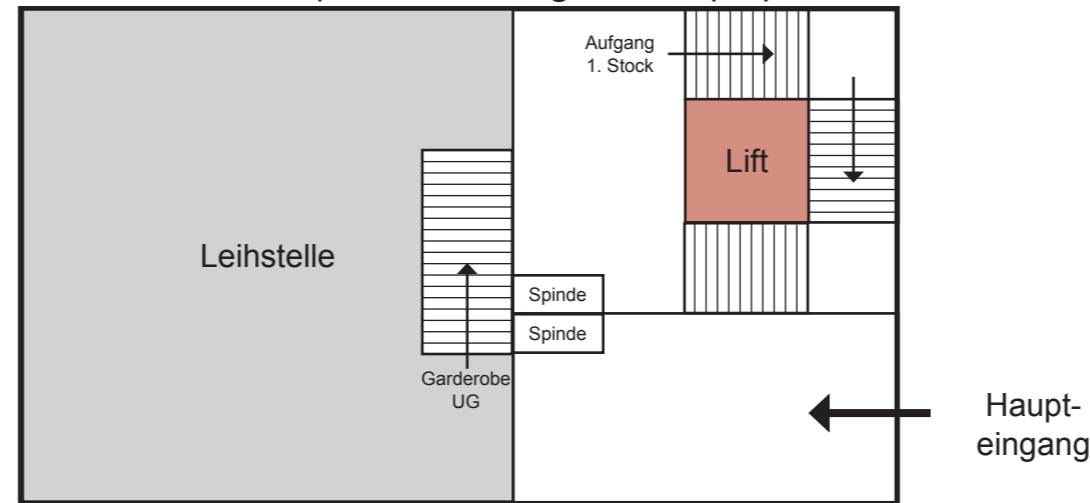 Aufgang
1. Stock
Lift
Leihstelle
Spinde
Spinde
Garderobe
UG
Haupt-
eingang